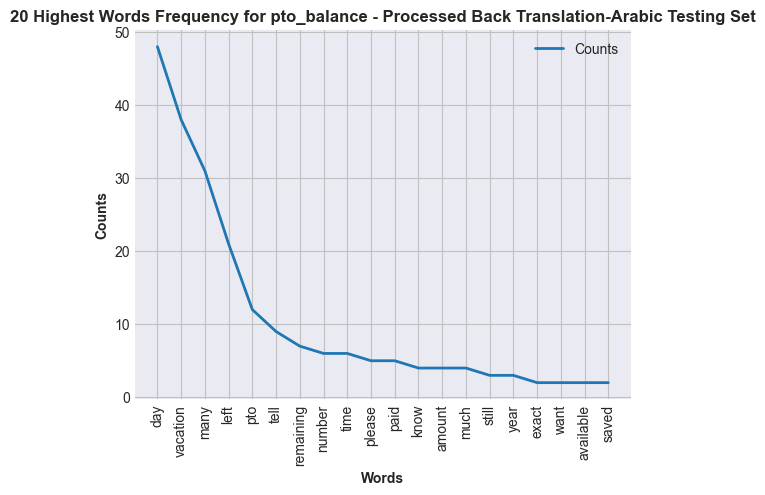 20 Highest Words Frequency for pto_balance - Processed Back Translation-Arabic Testing Set
Counts
50
40
30
20
10
0
Counts
day
vacation
many
left
pto
tell
remaining
number
time
please
paid
know
amount
much
still
year
exact
want
available
saved
Words